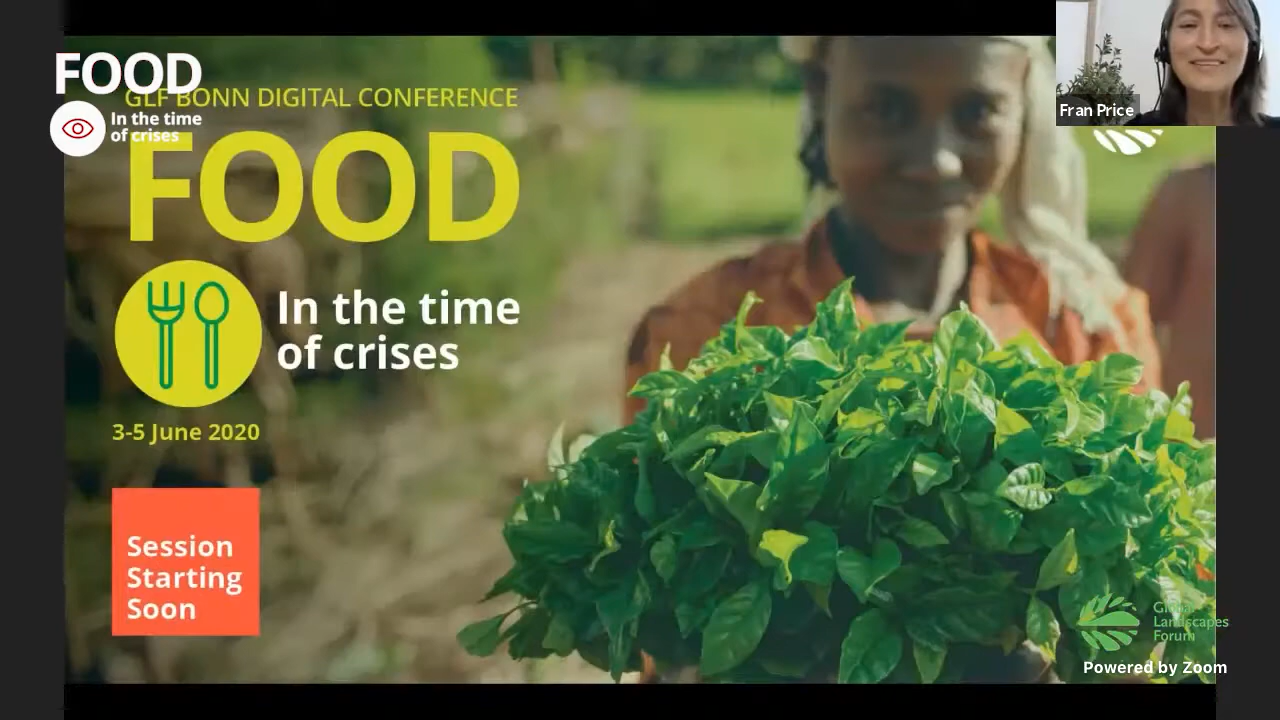 FOOD
In the time
of crises
GLF BONN DIGITAL CONFERENCE
FOOD
In the time
of crises
3-5 June 2020
Session
Starting
Soon
Fran Price
Global
Landscapes
Forum
Powered by Zoom